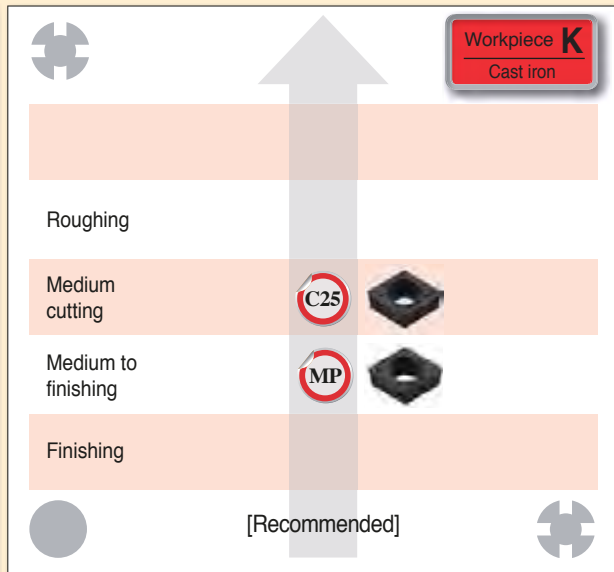 Workpiece K
Cast iron
Roughing
Medium
cutting
C25
Medium to
finishing
MP
Finishing
[Recommended]